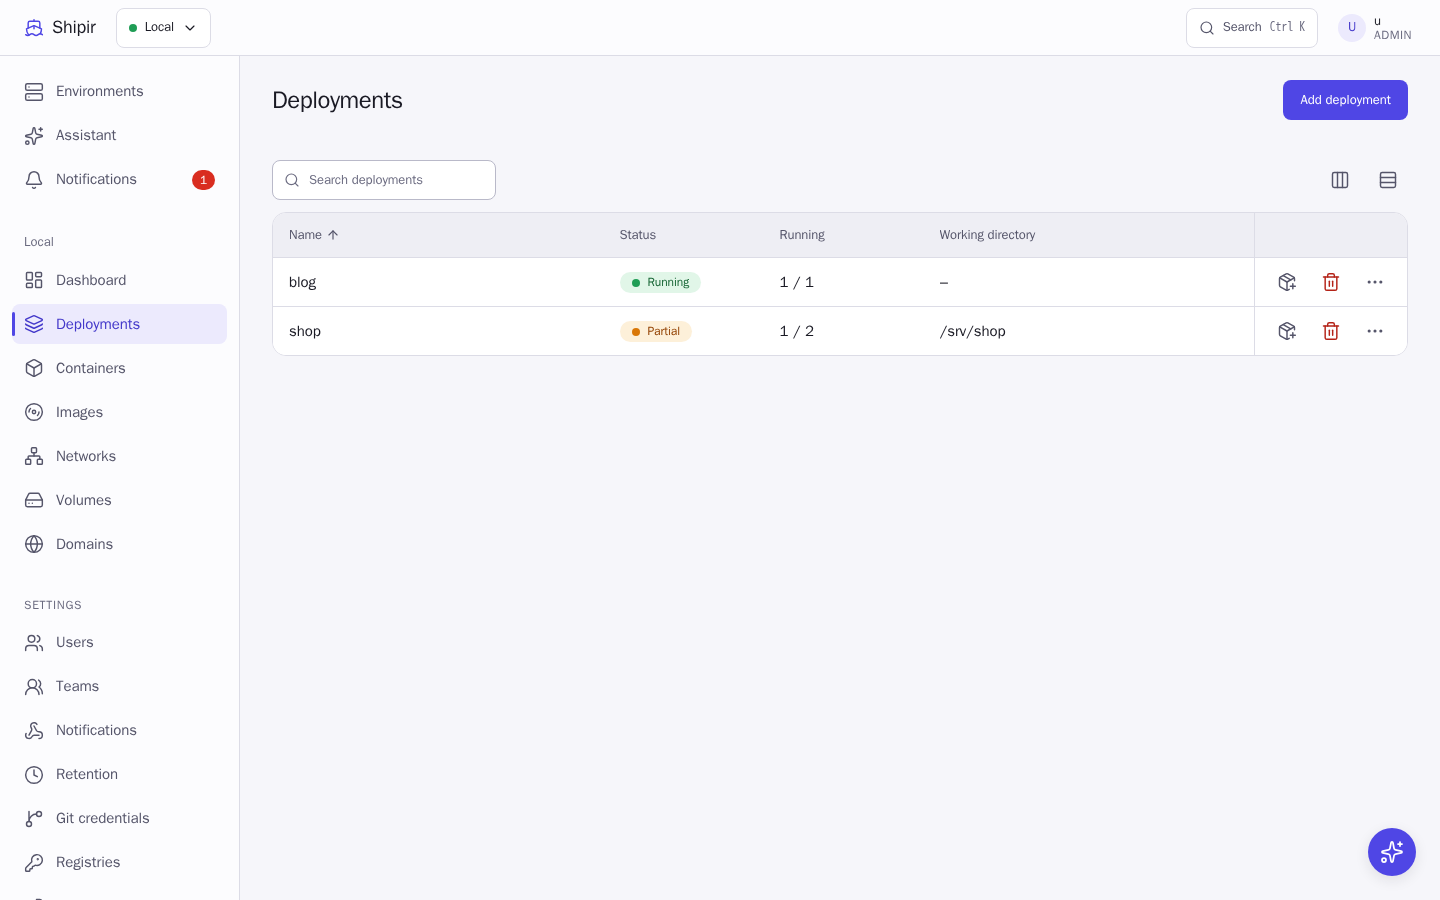 Shipir
Local
Search Ctrl K
U
u
ADMIN
Environments
Assistant
Notifications 1
Local
Dashboard
Deployments
Containers
Images
Networks
Volumes
Domains
SETTINGS
Users
Teams
Notifications
Retention
Git credentials
Registries
Deployments
Add deployment
Search deployments
Name Status Running Working directory
blog Running 1 / 1 –
shop Partial 1 / 2 /srv/shop